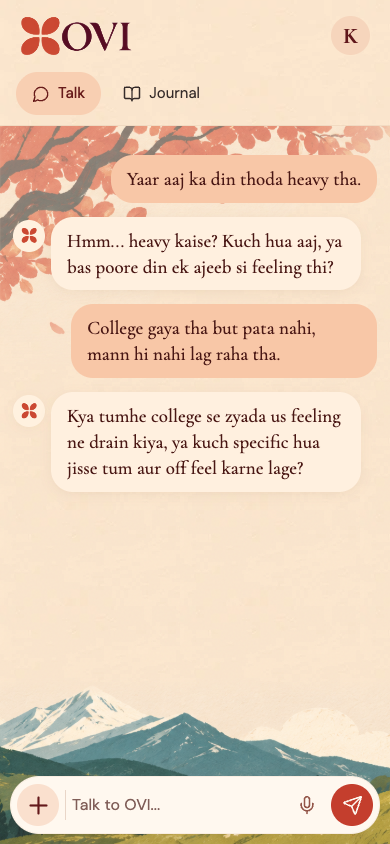 OVI
K
Talk
Journal
Yaar aaj ka din thoda heavy tha.
Hmm... heavy kaise? Kuch hua aaj, ya
bas poore din ek ajeeb si feeling thi?
College gaya tha but pata nahi,
mann hi nahi lag raha tha.
Kya tumhe college se zyada us feeling
ne drain kiya, ya kuch specific hua
jisse tum aur off feel karne lage?
Talk to OVI...